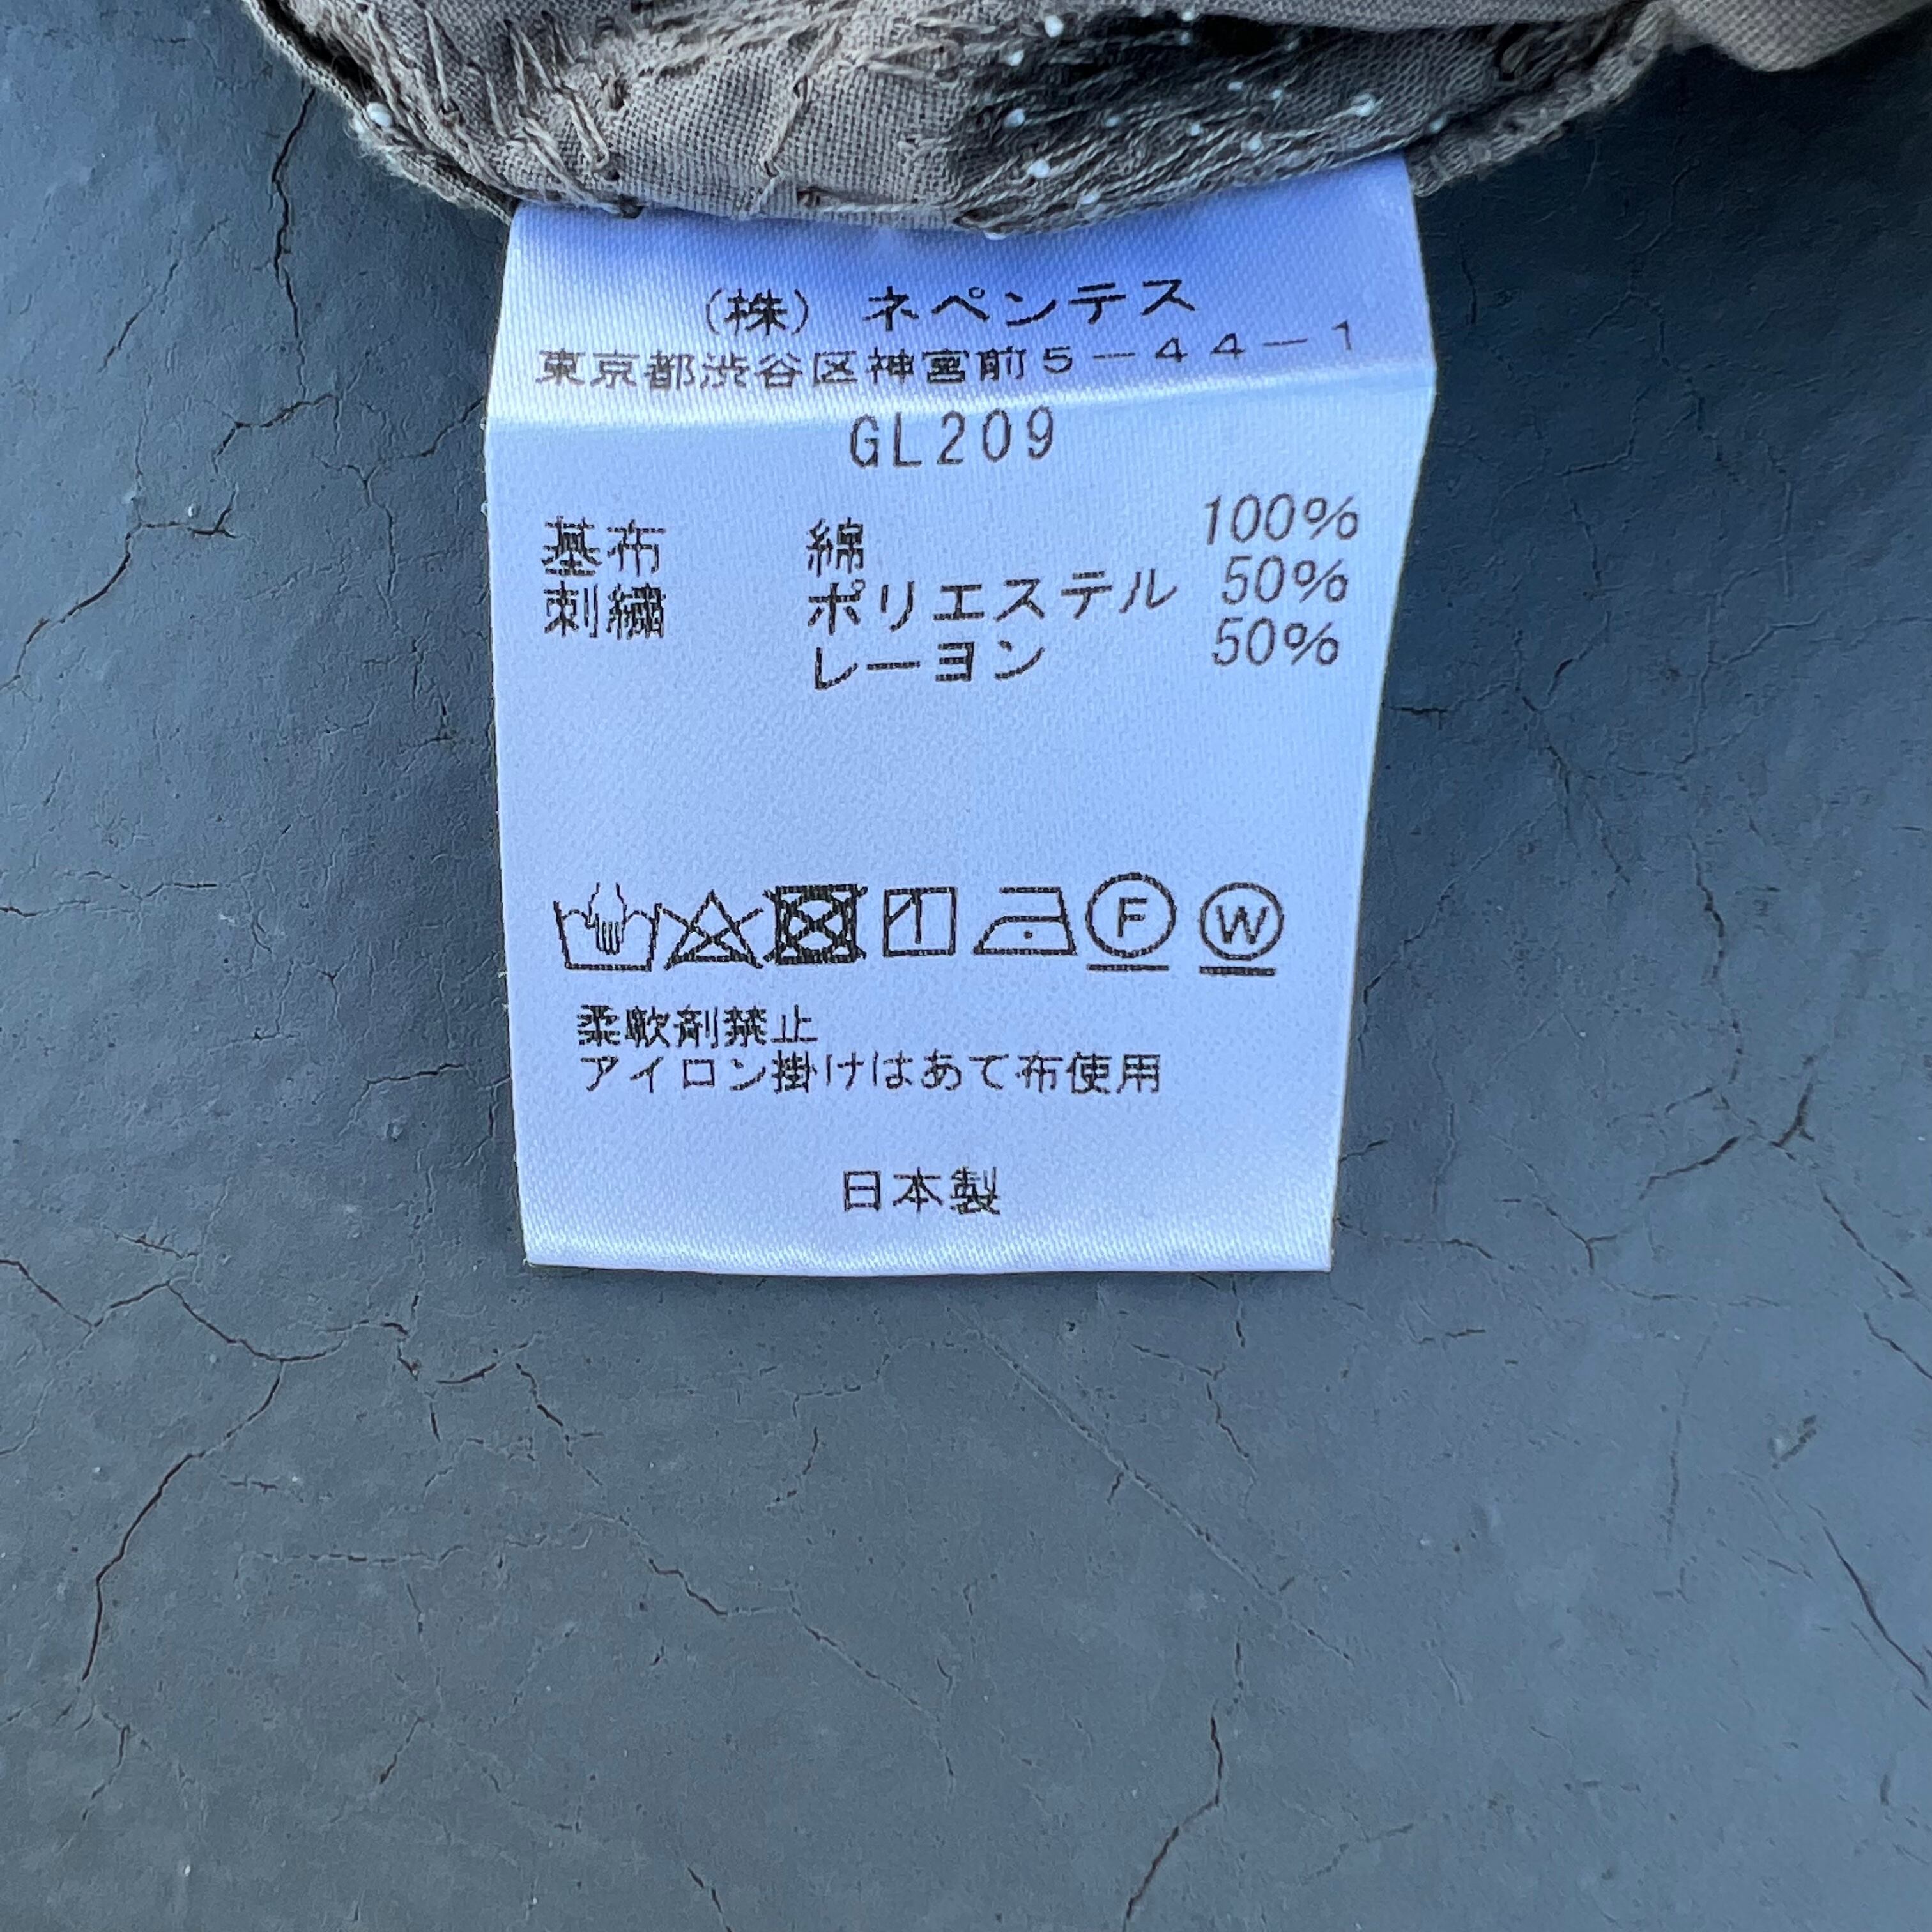 (株) ネペンテス
東京都渋谷区神宮前5-44-1
GL209
基布 綿 100%
刺繍 ポリエステル 50%
レーヨン 50%
F W
柔軟剤禁止
アイロン掛けはあて布使用
日本製